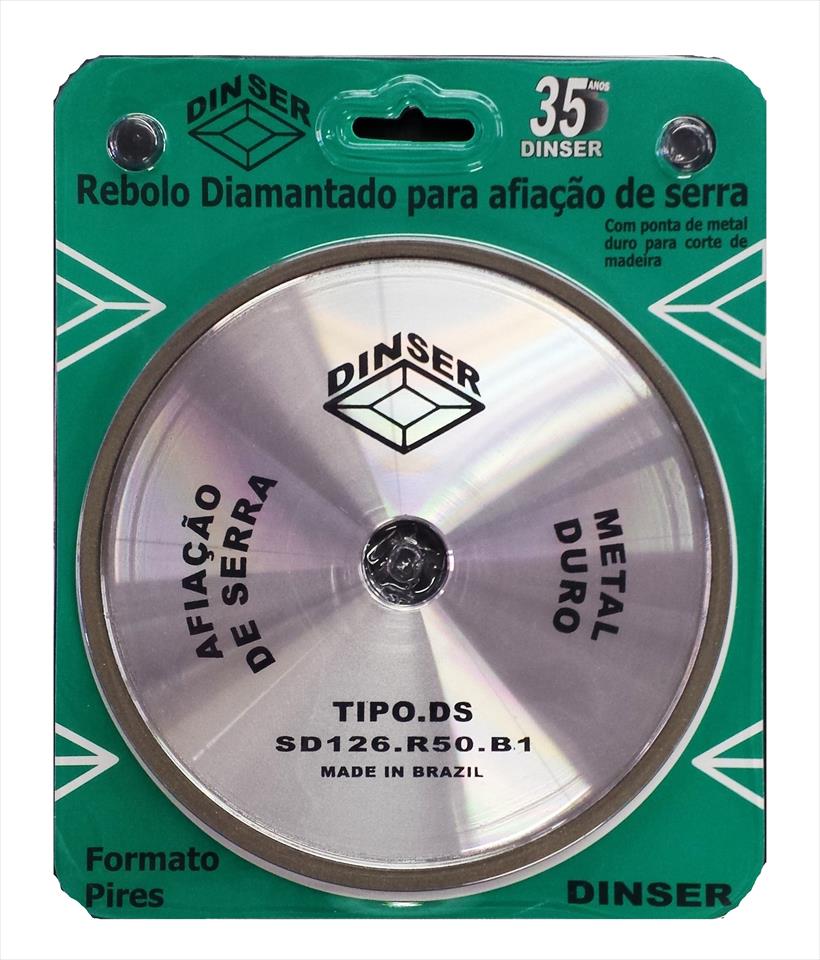 DINSER
35 ANOS
DINSER
Rebolo Diamantado para afiação de serra
Com ponta de metal
duro para corte de
madeira
DINSER
AFIAÇÃO
DE SERRA
METAL
DURO
TIPO.DS
SD126.R50.B1
MADE IN BRAZIL
Formato
Pires
DINSER